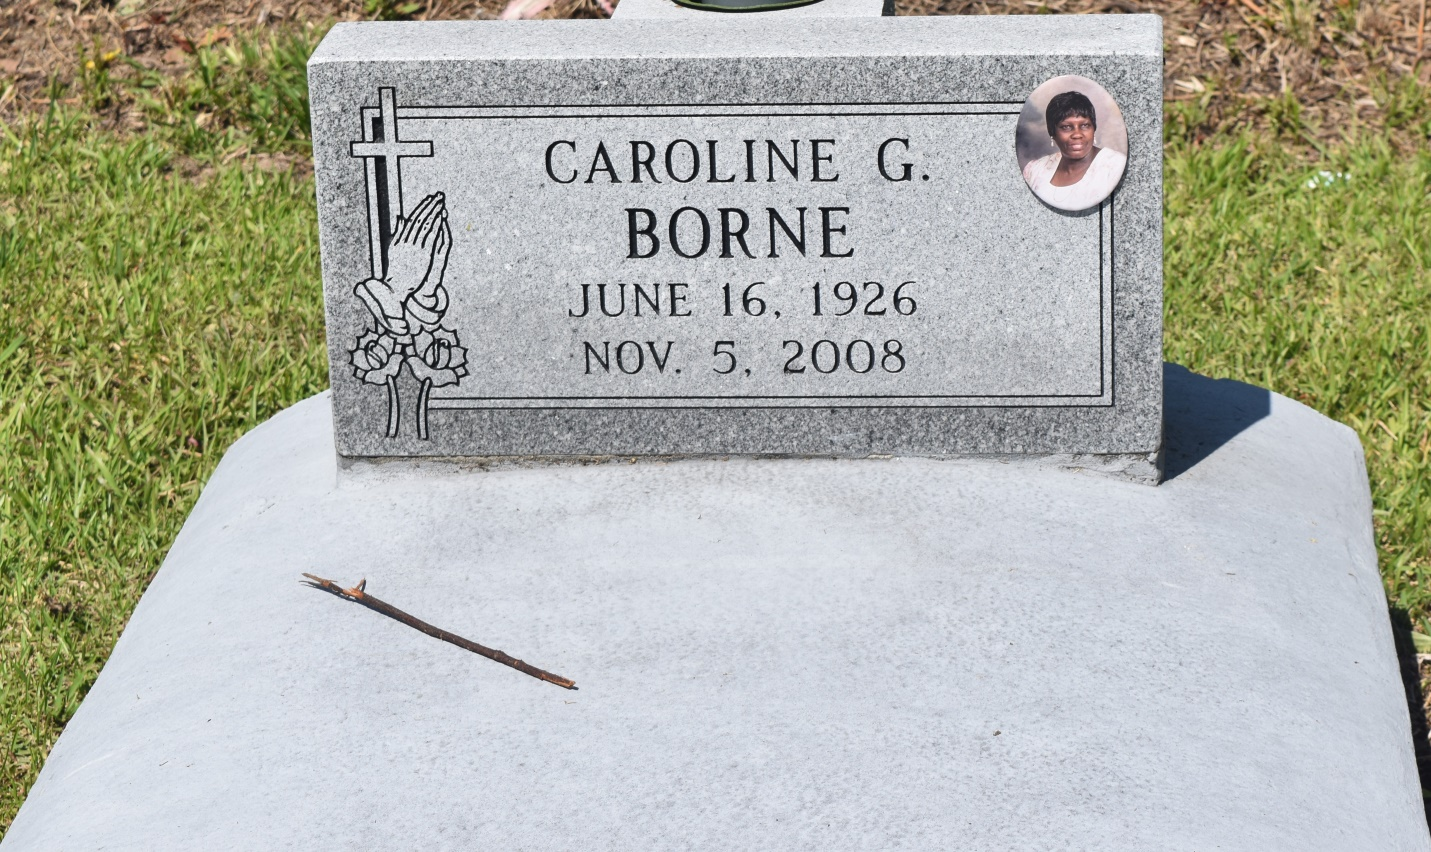 CAROLINE G.
BORNE
JUNE 16, 1926
NOV. 5, 2008